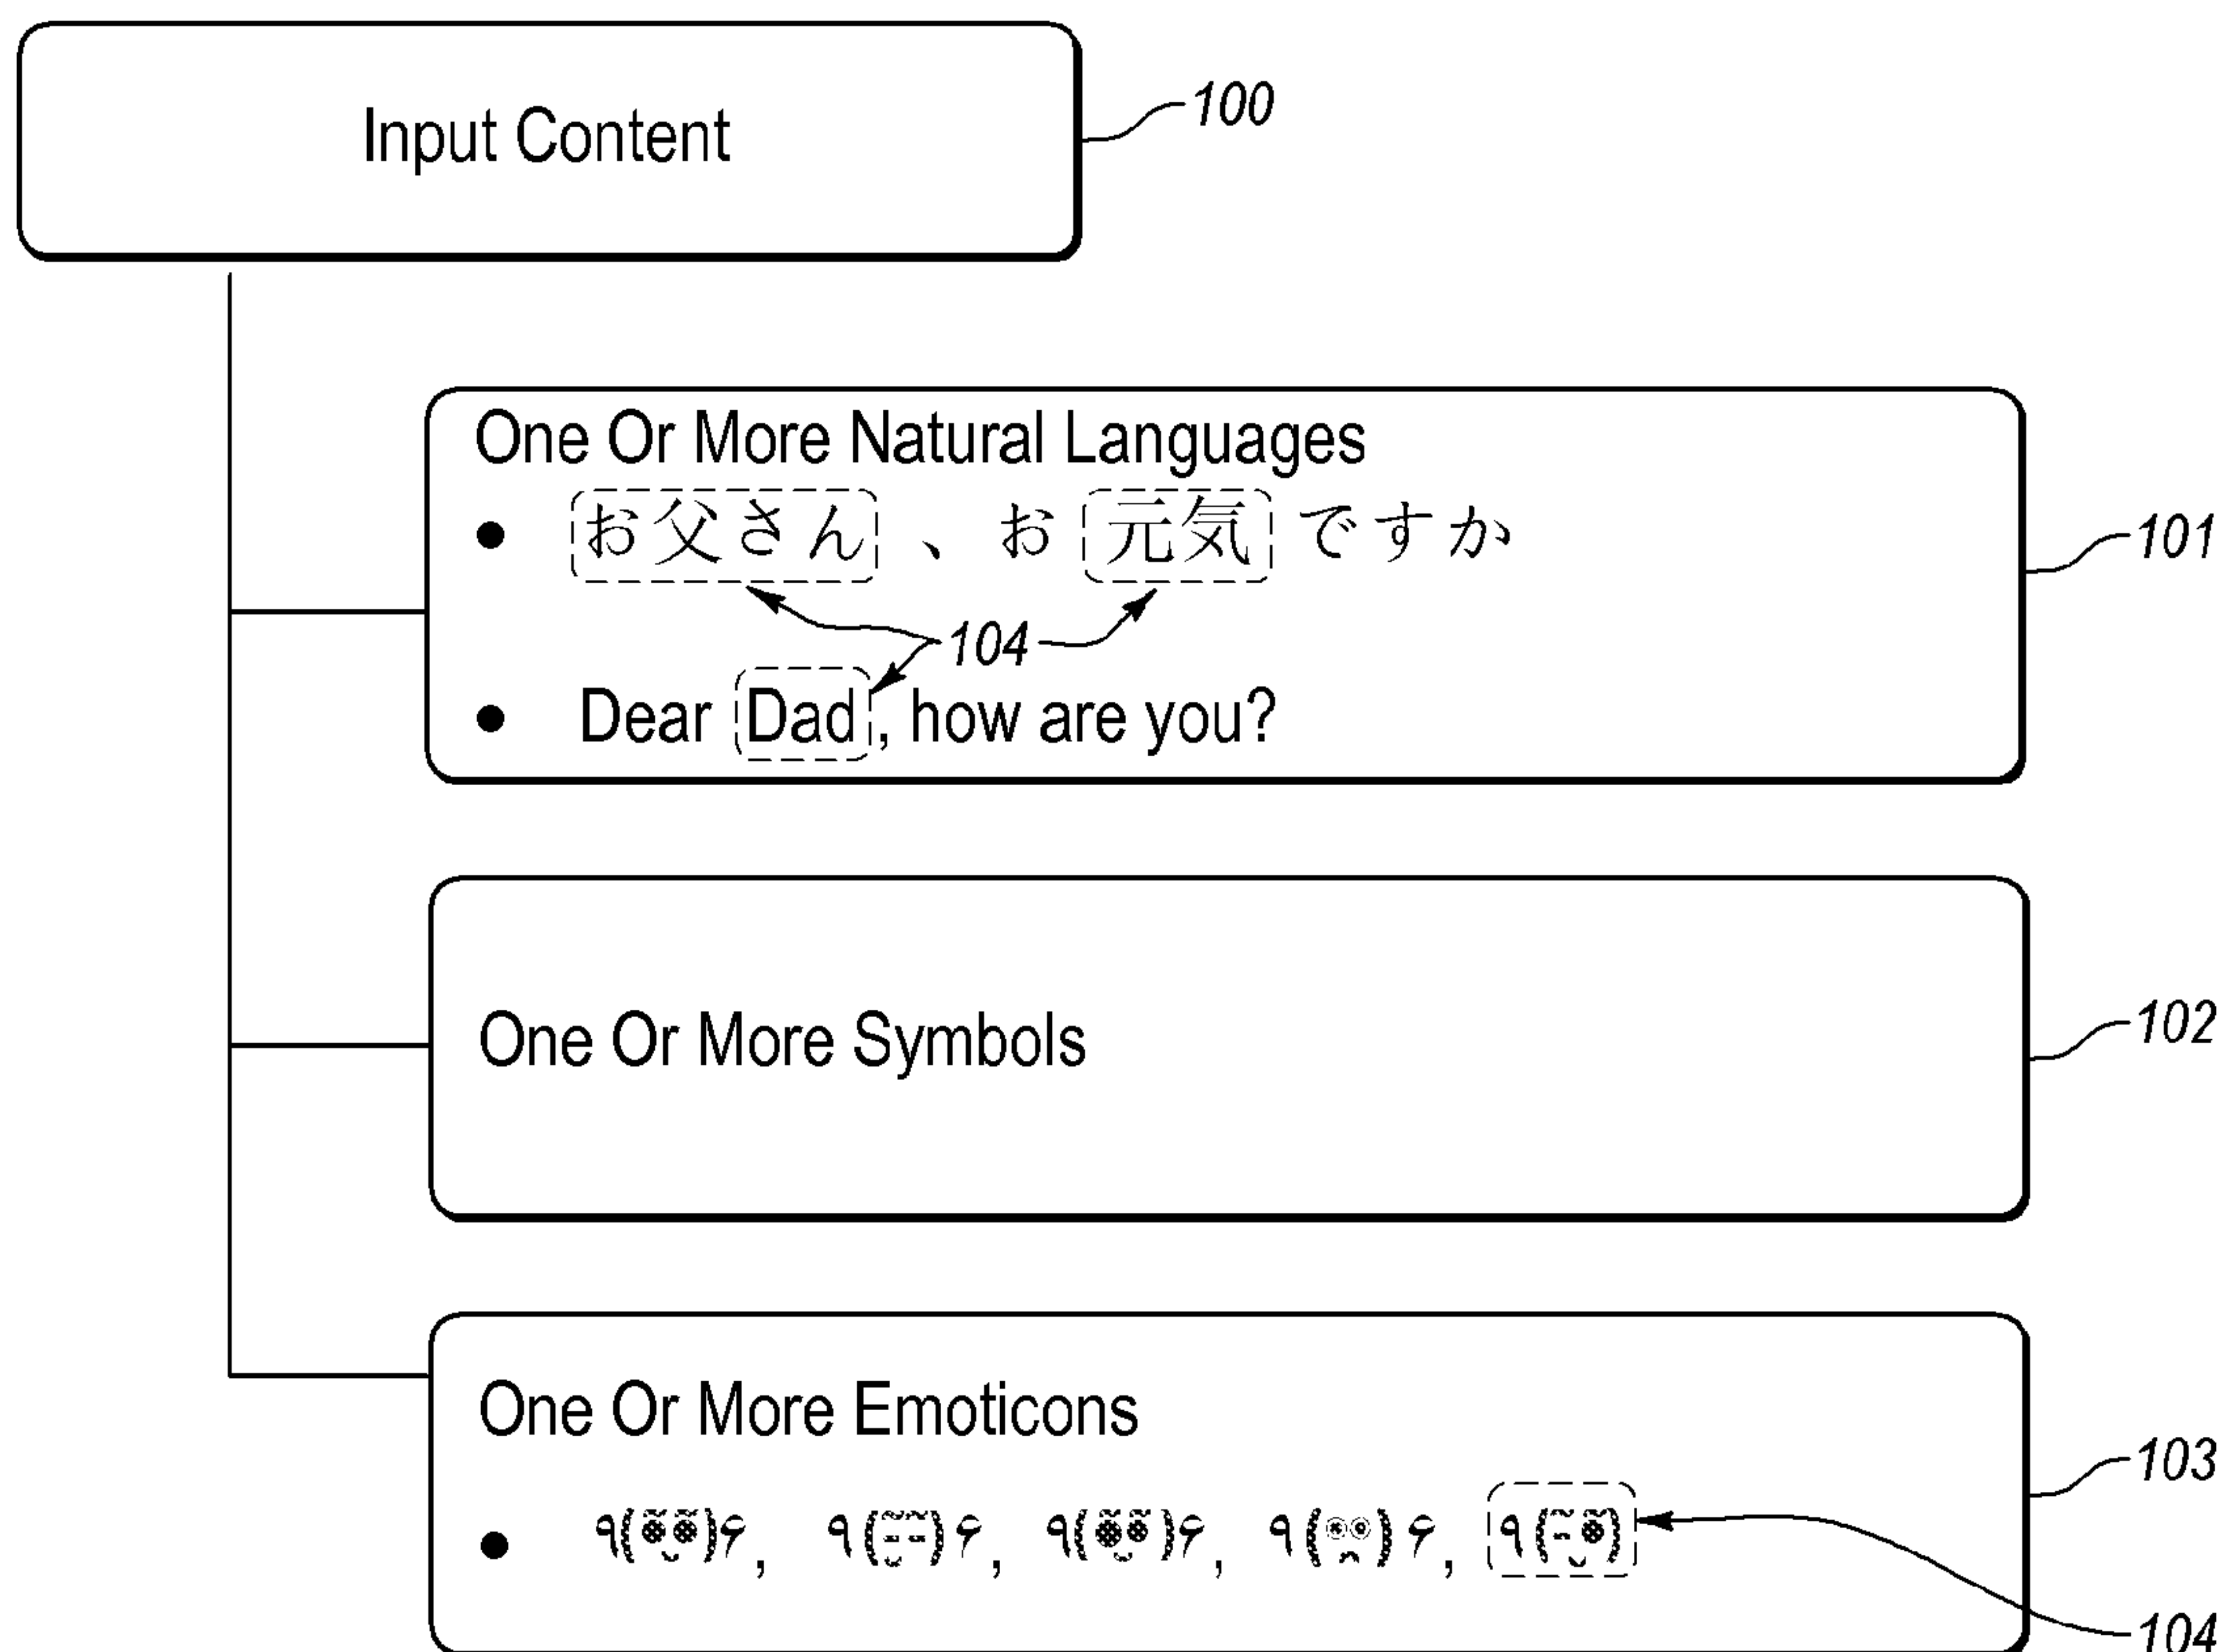 Input Content
100
One Or More Natural Languages
● お父さん 、 お 元気 ですか
101
104
● Dear Dad, how are you?
One Or More Symbols
102
One Or More Emoticons
103
104